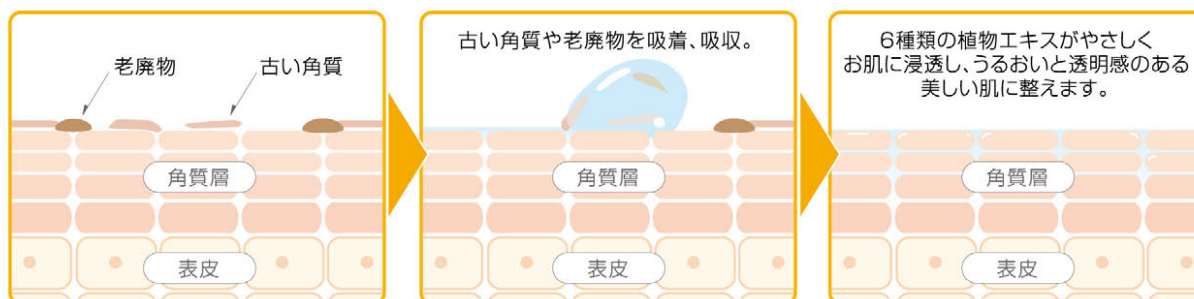 老廃物
古い角質
角質層
表皮
古い角質や老廃物を吸着、吸収。
角質層
表皮
6種類の植物エキスがやさしく
お肌に浸透し、うるおいと透明感のある
美しい肌に整えます。
角質層
表皮